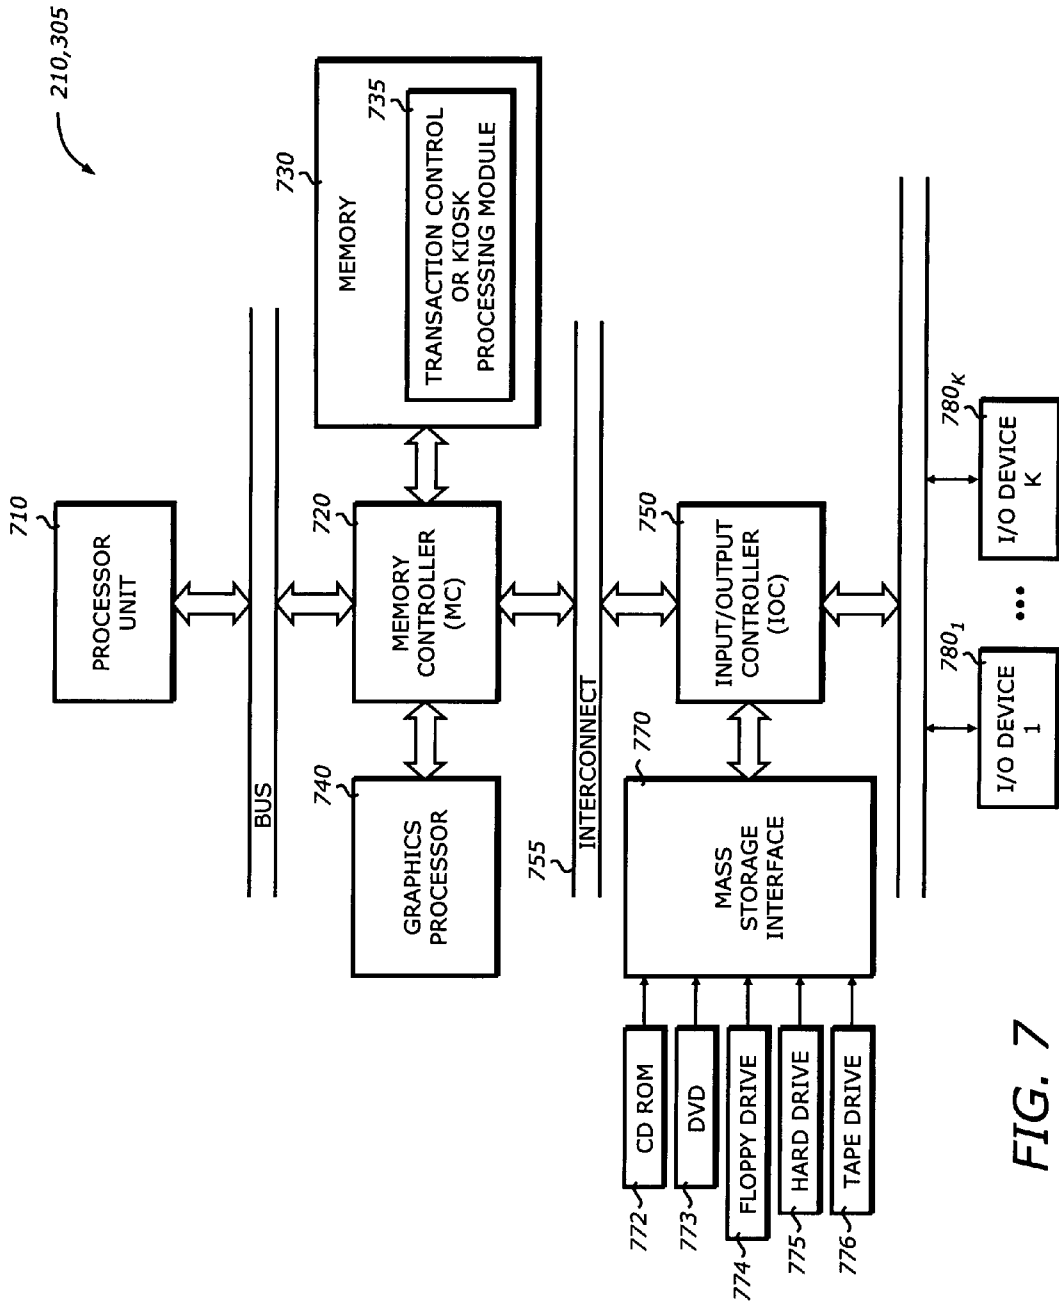 210,305
710
PROCESSOR
UNIT
BUS
740
GRAPHICS
PROCESSOR
720
MEMORY
CONTROLLER
(MC)
730
MEMORY
735
TRANSACTION CONTROL
OR KIOSK
PROCESSING MODULE
755
INTERCONNECT
770
MASS
STORAGE
INTERFACE
750
INPUT/OUTPUT
CONTROLLER
(IOC)
772
CD ROM
773
DVD
774
FLOPPY DRIVE
775
HARD DRIVE
776
TAPE DRIVE
780₁
I/O DEVICE
1
•••
780K
I/O DEVICE
K
FIG. 7